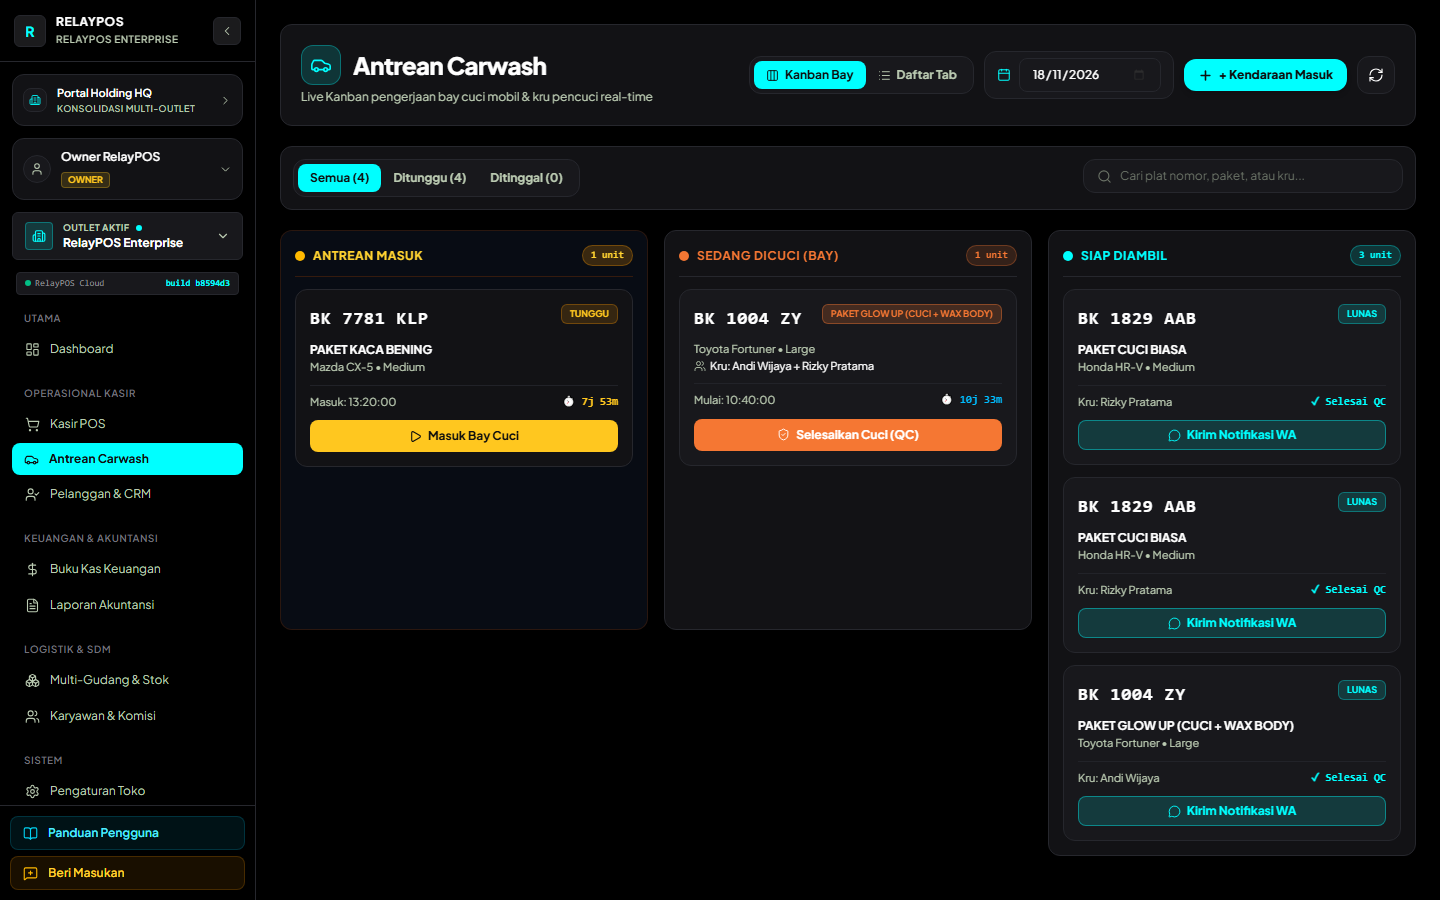 R
RELAYPOS
RELAYPOS ENTERPRISE
Portal Holding HQ
KONSOLIDASI MULTI-OUTLET
Owner RelayPOS
OWNER
OUTLET AKTIF
RelayPOS Enterprise
RelayPOS Cloud
build b8594d3
UTAMA
Dashboard
OPERASIONAL KASIR
Kasir POS
Antrean Carwash
Pelanggan & CRM
KEUANGAN & AKUNTANSI
Buku Kas Keuangan
Laporan Akuntansi
LOGISTIK & SDM
Multi-Gudang & Stok
Karyawan & Komisi
SISTEM
Pengaturan Toko
Panduan Pengguna
Beri Masukan
Antrean Carwash
Live Kanban pengerjaan bay cuci mobil & kru pencuci real-time
Kanban Bay
Daftar Tab
18/11/2026
+ Kendaraan Masuk
Semua (4)
Ditunggu (4)
Ditinggal (0)
Cari plat nomor, paket, atau kru...
ANTREAN MASUK
1 unit
BK 7781 KLP
TUNGGU
PAKET KACA BENING
Mazda CX-5 • Medium
Masuk: 13:20:00
7j 53m
Masuk Bay Cuci
SEDANG DICUCI (BAY)
1 unit
BK 1004 ZY
PAKET GLOW UP (CUCI + WAX BODY)
Toyota Fortuner • Large
Kru: Andi Wijaya + Rizky Pratama
Mulai: 10:40:00
10j 33m
Selesaikan Cuci (QC)
SIAP DIAMBIL
3 unit
BK 1829 AAB
LUNAS
PAKET CUCI BIASA
Honda HR-V • Medium
Kru: Rizky Pratama
✓ Selesai QC
Kirim Notifikasi WA
BK 1829 AAB
LUNAS
PAKET CUCI BIASA
Honda HR-V • Medium
Kru: Rizky Pratama
✓ Selesai QC
Kirim Notifikasi WA
BK 1004 ZY
LUNAS
PAKET GLOW UP (CUCI + WAX BODY)
Toyota Fortuner • Large
Kru: Andi Wijaya
✓ Selesai QC
Kirim Notifikasi WA